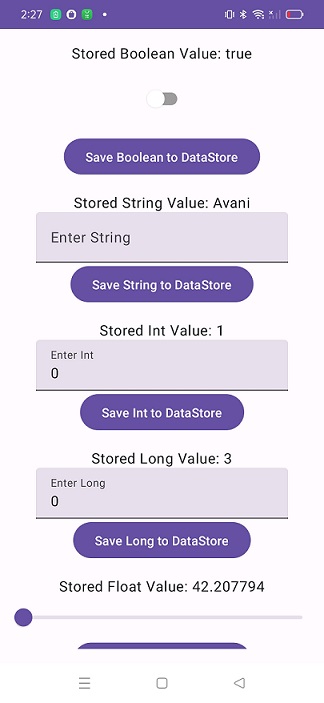 2:27
Stored Boolean Value: true
Save Boolean to DataStore
Stored String Value: Avani
Enter String
Save String to DataStore
Stored Int Value: 1
Enter Int
0
Save Int to DataStore
Stored Long Value: 3
Enter Long
0
Save Long to DataStore
Stored Float Value: 42.207794